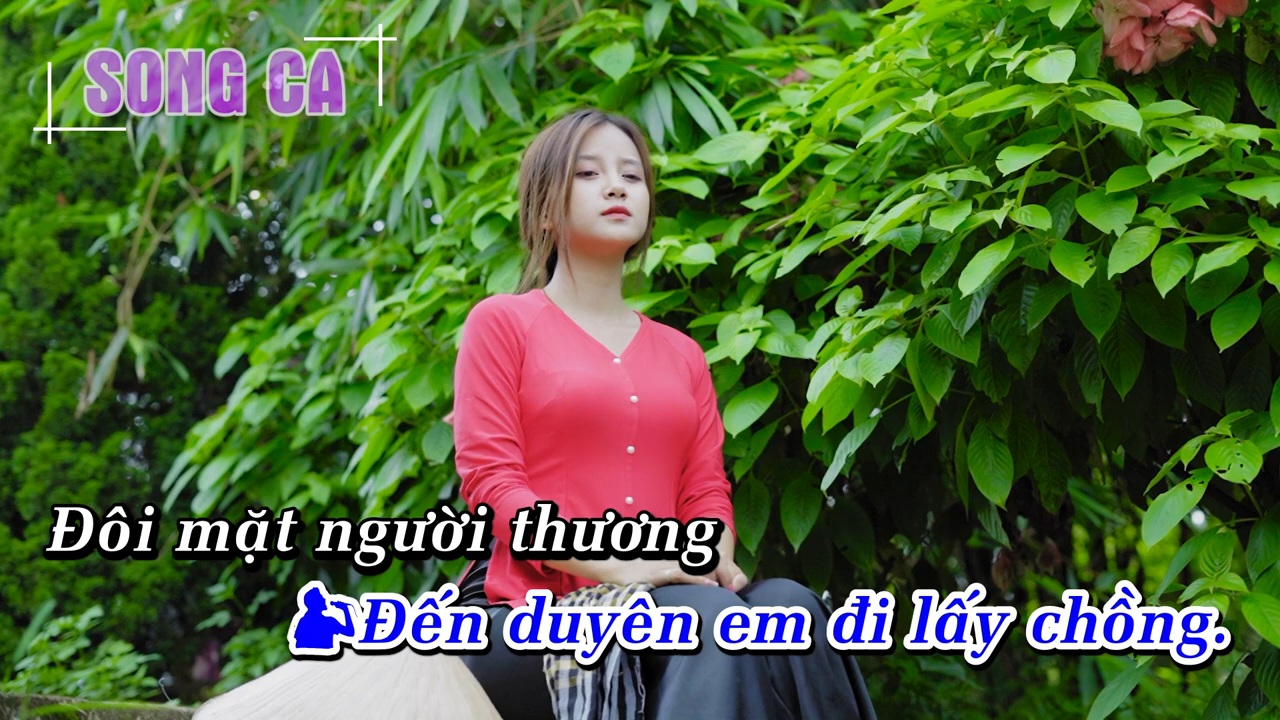 SONG CA
Đôi mặt người thương
Đến duyên em đi lấy chồng.